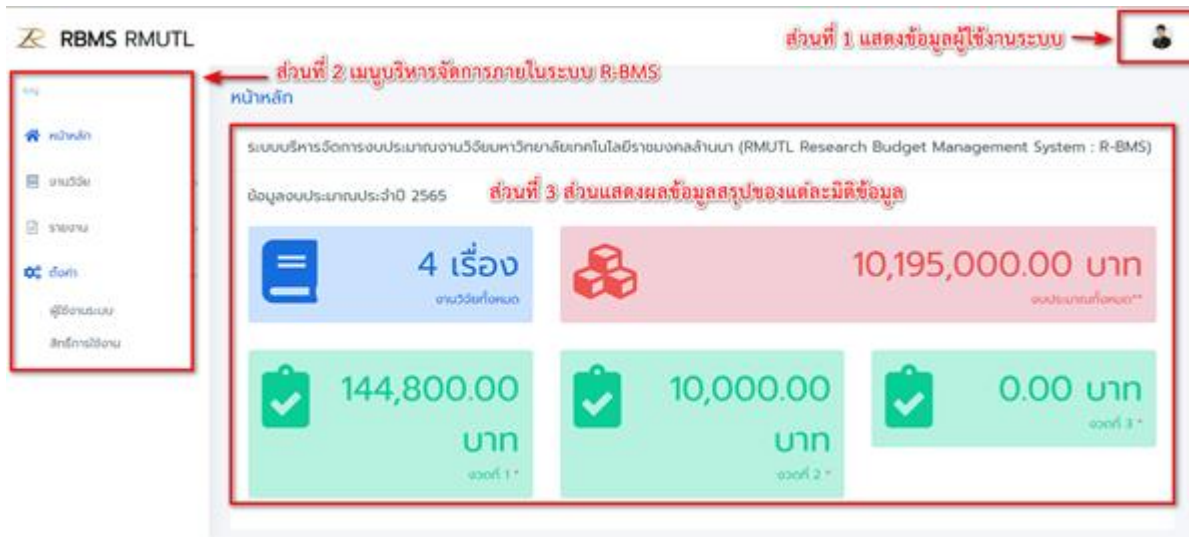 RBMS RMUTL
ส่วนที่ 1 แสดงข้อมูลผู้ใช้งานระบบ
ส่วนที่ 2 เมนูบริหารจัดการภายในระบบ R-BMS
เมนู
หน้าหลัก
งานวิจัย
รายงาน
ตั้งค่า
ผู้ใช้งานระบบ
สิทธิ์การใช้งาน
หน้าหลัก
ระบบบริหารจัดการงบประมาณงานวิจัยมหาวิทยาลัยเทคโนโลยีราชมงคลล้านนา (RMUTL Research Budget Management System : R-BMS)
ข้อมูลงบประมาณประจำปี 2565
ส่วนที่ 3 ส่วนแสดงผลข้อมูลสรุปของแต่ละมิติข้อมูล
4 เรื่อง
งานวิจัยทั้งหมด
10,195,000.00 บาท
งบประมาณทั้งหมด**
144,800.00
บาท
งวดที่ 1 *
10,000.00
บาท
งวดที่ 2 *
0.00 บาท
งวดที่ 3 *